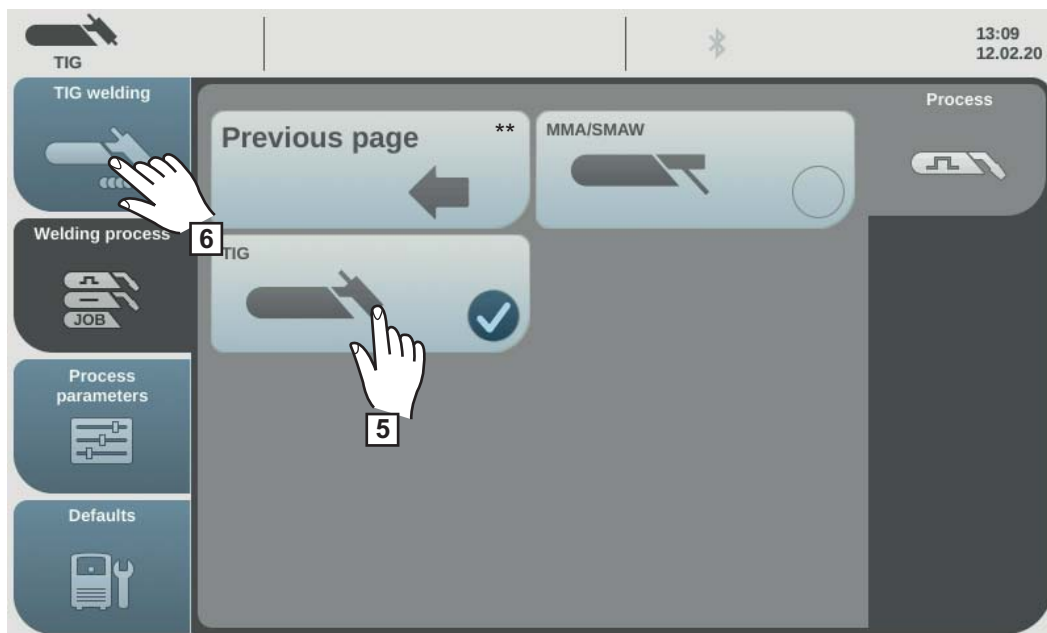 TIG
13:09
12.02.20
TIG welding
Welding process
JOB
Process
parameters
Defaults
Previous page **
MMA/SMAW
TIG
Process
6
5